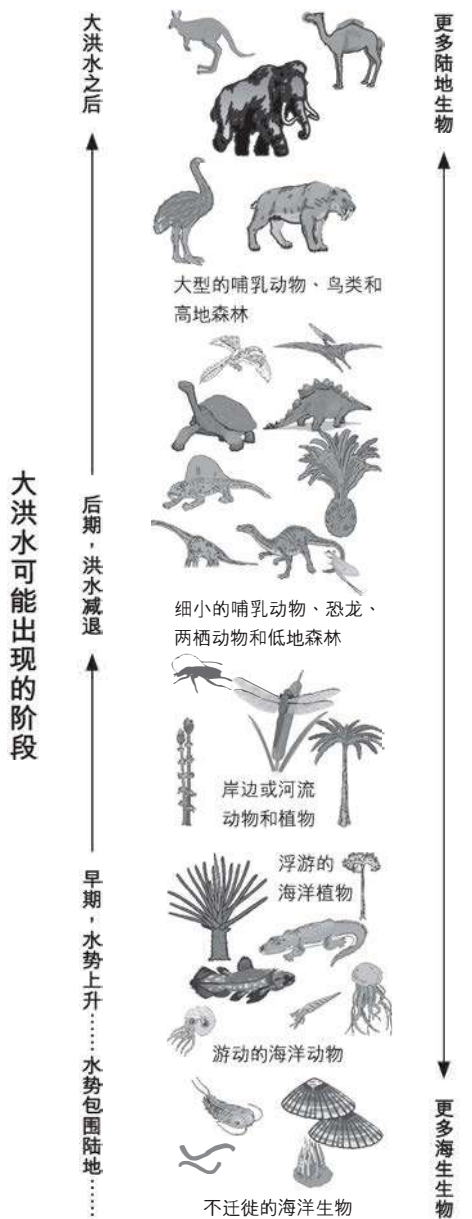 大洪水可能出现的阶段
大洪水之后
后期，洪水减退
早期，水势上升……水势包围陆地……
大型的哺乳动物、鸟类和
高地森林
细小的哺乳动物、恐龙、
两栖动物和低地森林
岸边或河流
动物和植物
浮游的
海洋植物
游动的海洋动物
不迁徙的海洋生物
更多陆地生物
更多海生生物